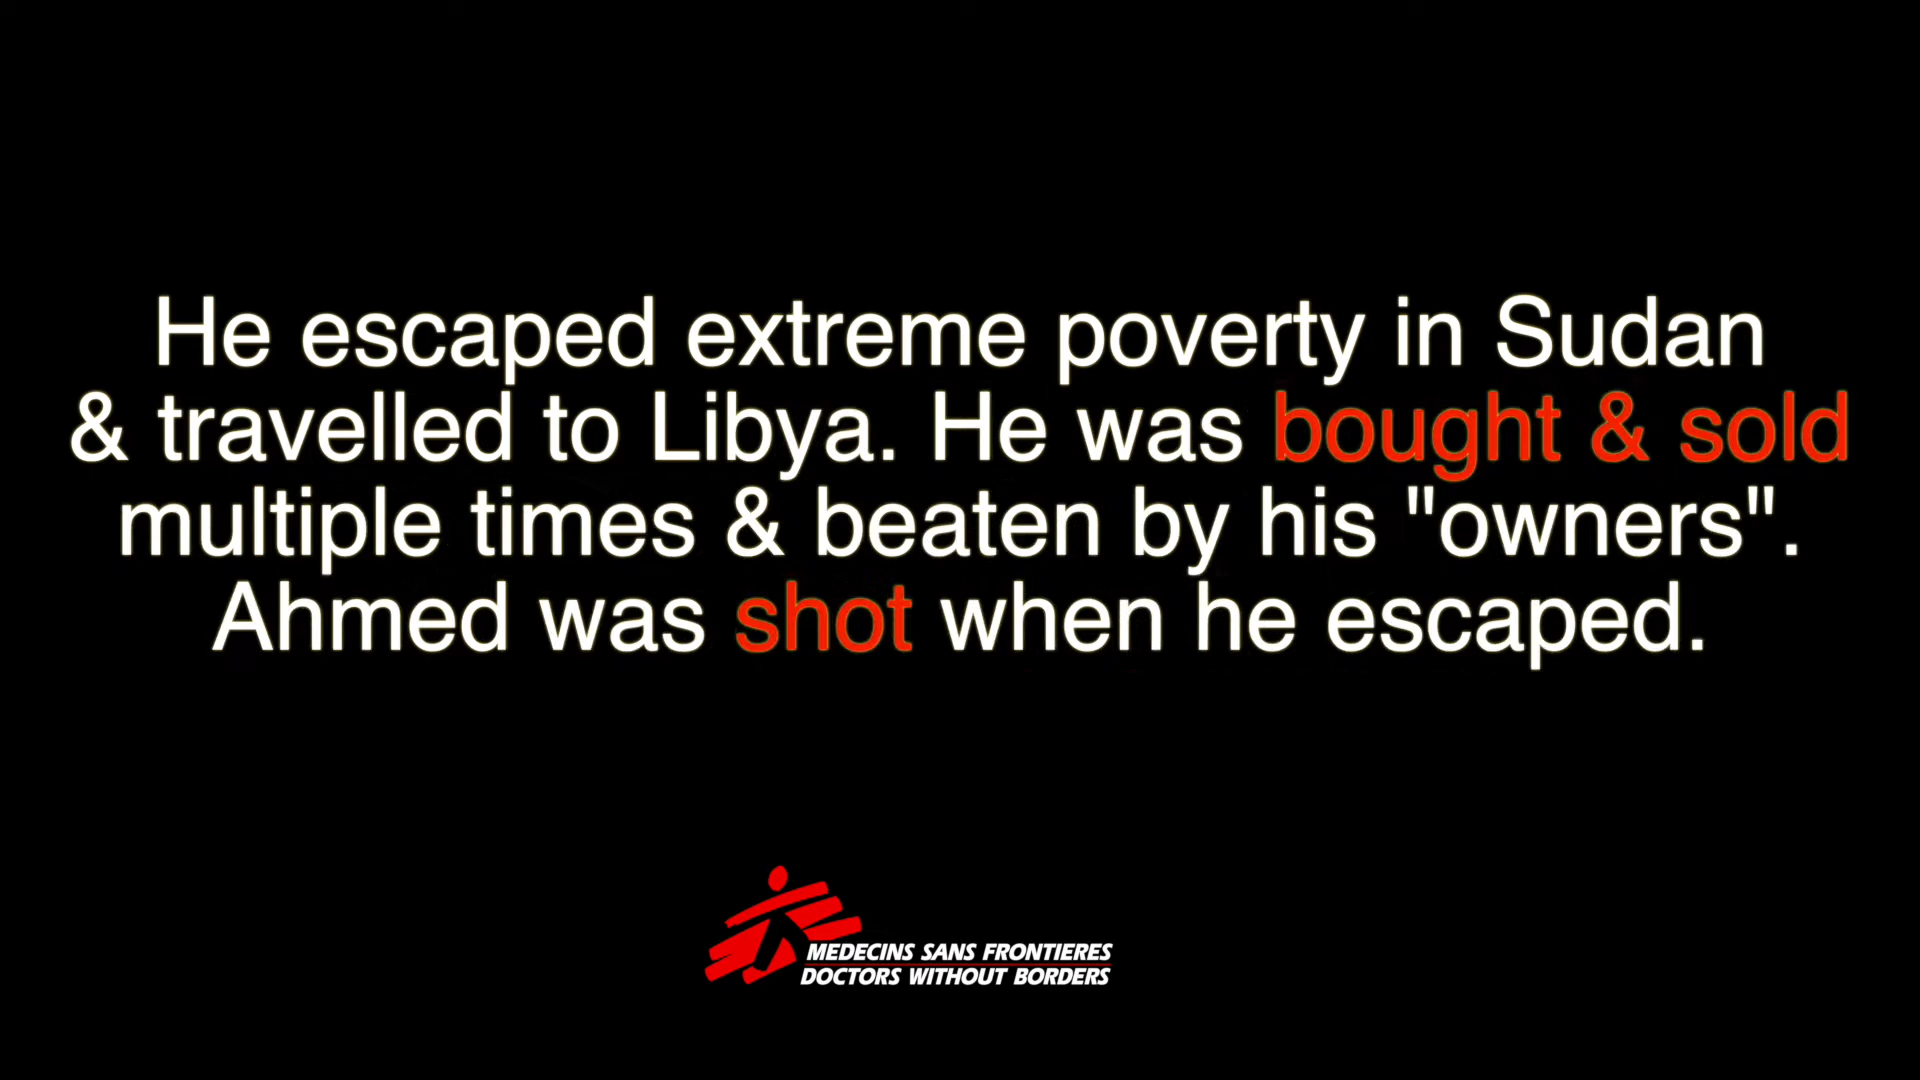 He escaped extreme poverty in Sudan
& travelled to Libya. He was bought & sold
multiple times & beaten by his "owners".
Ahmed was shot when he escaped.
MEDECINS SANS FRONTIERES
DOCTORS WITHOUT BORDERS